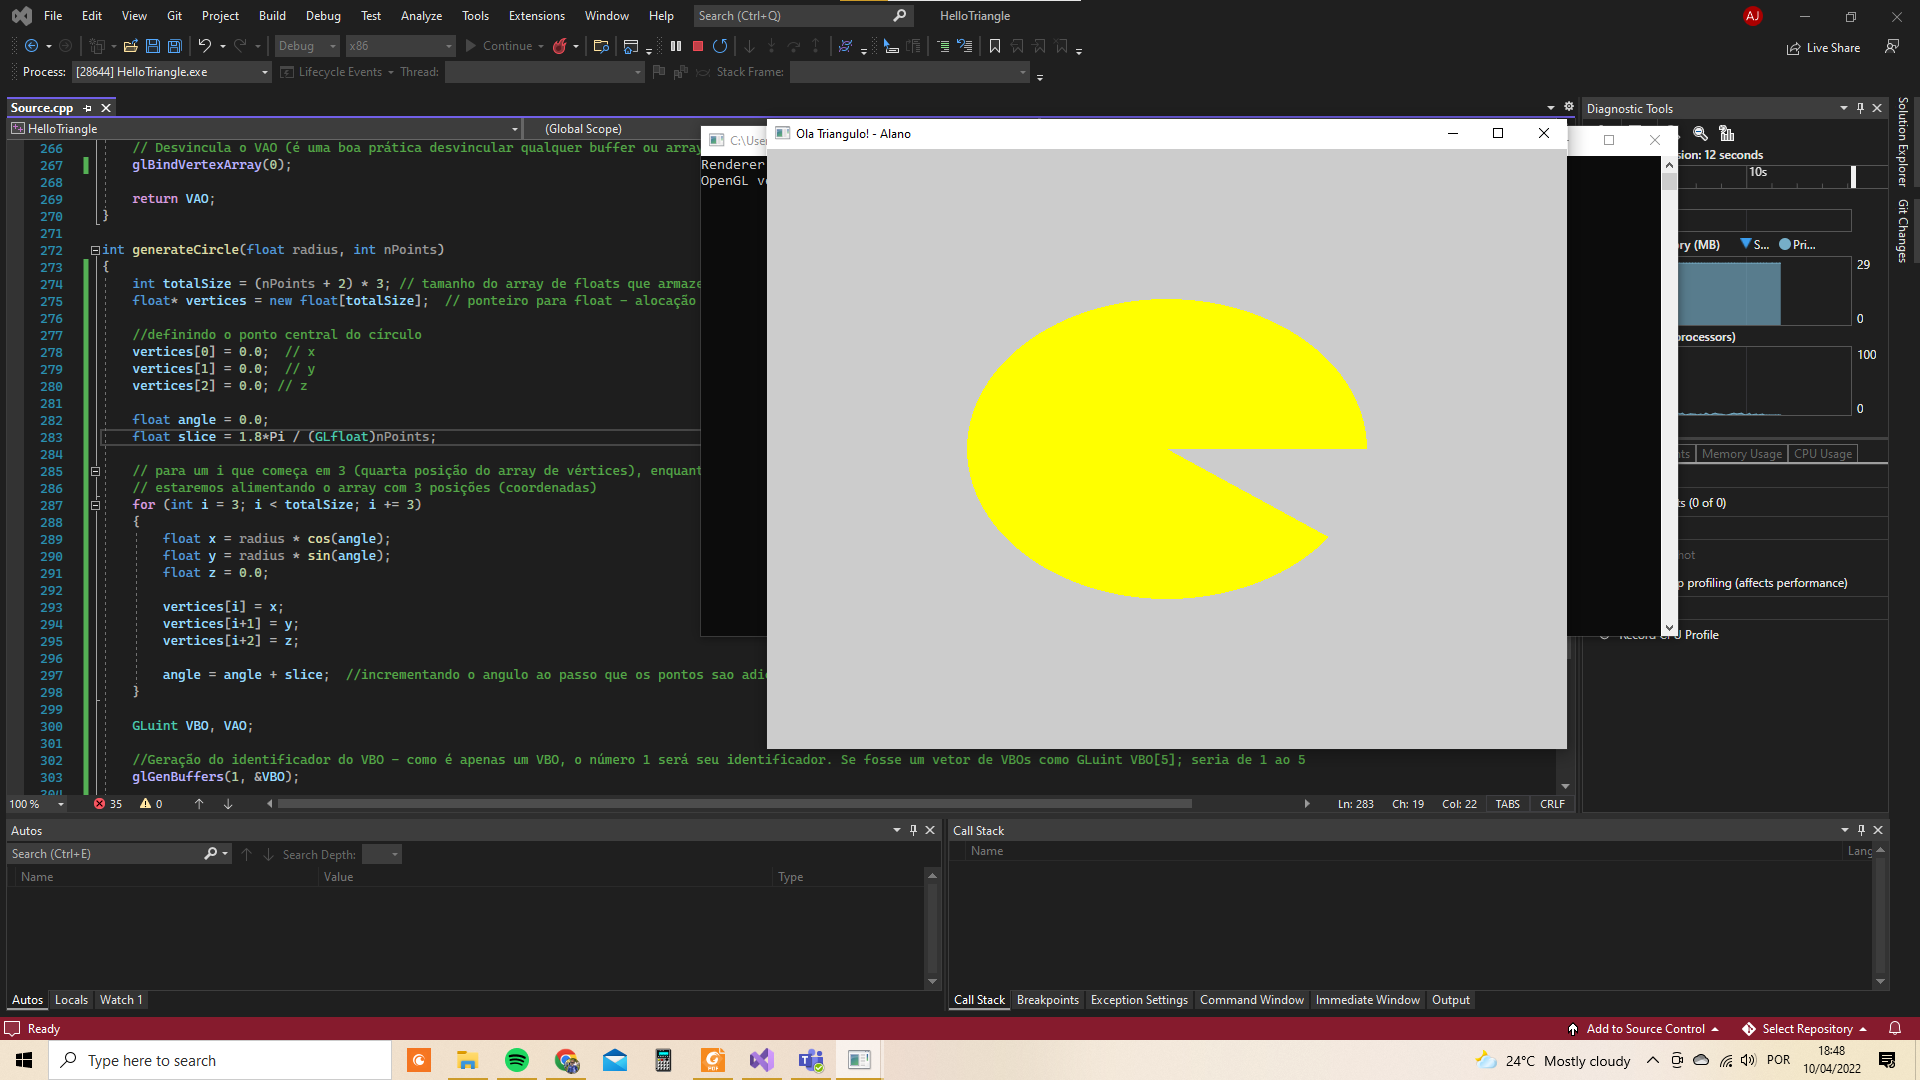 File Edit View Git Project Build Debug Test Analyze Tools Extensions Window Help Search (Ctrl+Q) HelloTriangle AJ
Debug x86 Continue Live Share
Process: [28644] HelloTriangle.exe Lifecycle Events Thread: Stack Frame:
Source.cpp
HelloTriangle (Global Scope)
266 // Desvincula o VAO (é uma boa prática desvincular qualquer buffer ou array
267 glBindVertexArray(0);
268
269 return VAO;
270 }
271
272 int generateCircle(float radius, int nPoints)
273 {
274 int totalSize = (nPoints + 2) * 3; // tamanho do array de floats que armaze
275 float* vertices = new float[totalSize];  // ponteiro para float - alocação
276
277 //definindo o ponto central do círculo
278 vertices[0] = 0.0;  // x
279 vertices[1] = 0.0;  // y
280 vertices[2] = 0.0; // z
281
282 float angle = 0.0;
283 float slice = 1.8*Pi / (GLfloat)nPoints;
284
285 // para um i que começa em 3 (quarta posição do array de vértices), enquant
286 // estaremos alimentando o array com 3 posições (coordenadas)
287 for (int i = 3; i < totalSize; i += 3)
288 {
289 float x = radius * cos(angle);
290 float y = radius * sin(angle);
291 float z = 0.0;
292
293 vertices[i] = x;
294 vertices[i+1] = y;
295 vertices[i+2] = z;
296
297 angle = angle + slice;  //incrementando o angulo ao passo que os pontos sao adi
298 }
299
300 GLuint VBO, VAO;
301
302 //Geração do identificador do VBO - como é apenas um VBO, o número 1 será seu identificador. Se fosse um vetor de VBOs como GLuint VBO[5]; seria de 1 ao 5
303 glGenBuffers(1, &VBO);
C:\Use
Renderer
OpenGL ve
Ola Triangulo! - Alano
Diagnostic Tools
sion: 12 seconds
10s
ry (MB) S... Pri...
29
0
rocessors)
100
0
ts Memory Usage CPU Usage
ts (0 of 0)
hot
p profiling (affects performance)
Record CPU Profile
Solution Explorer
Git Changes
100 % 35 0 Ln: 283 Ch: 19 Col: 22 TABS CRLF
Autos
Search (Ctrl+E) Search Depth:
Name Value Type
Autos Locals Watch 1
Call Stack
Name Lang
Call Stack Breakpoints Exception Settings Command Window Immediate Window Output
Ready Add to Source Control Select Repository
Type here to search 24°C Mostly cloudy POR 18:48
10/04/2022